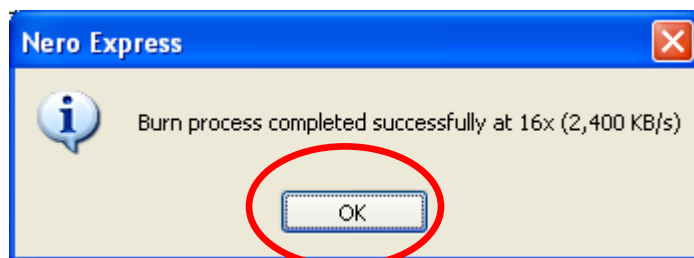 Nero Express
Burn process completed successfully at 16x (2,400 KB/s)
OK